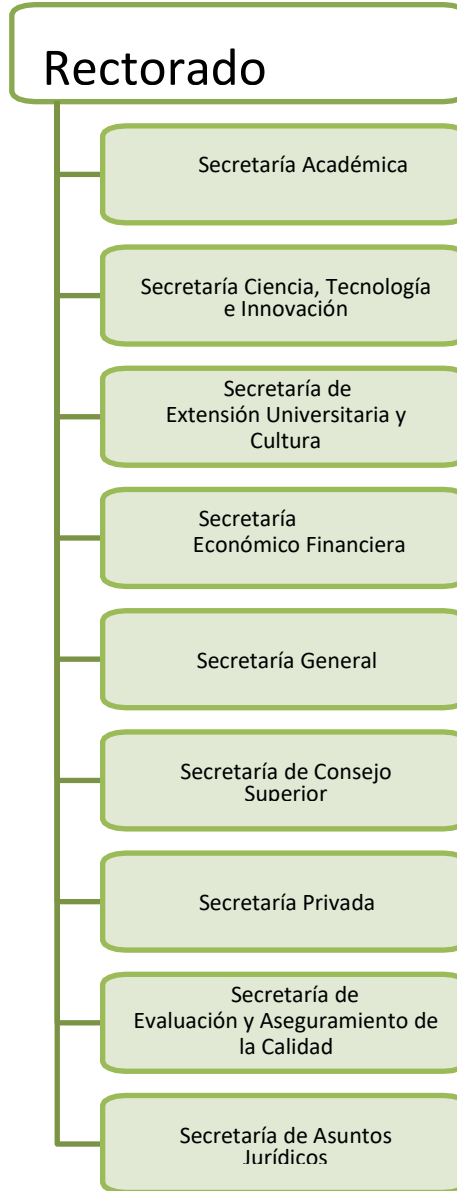 Rectorado
Secretaría Académica
Secretaría Ciencia, Tecnología
e Innovación
Secretaría de
Extensión Universitaria y
Cultura
Secretaría
Económico Financiera
Secretaría General
Secretaría de Consejo
Superior
Secretaría Privada
Secretaría de
Evaluación y Aseguramiento de
la Calidad
Secretaría de Asuntos
Jurídicos